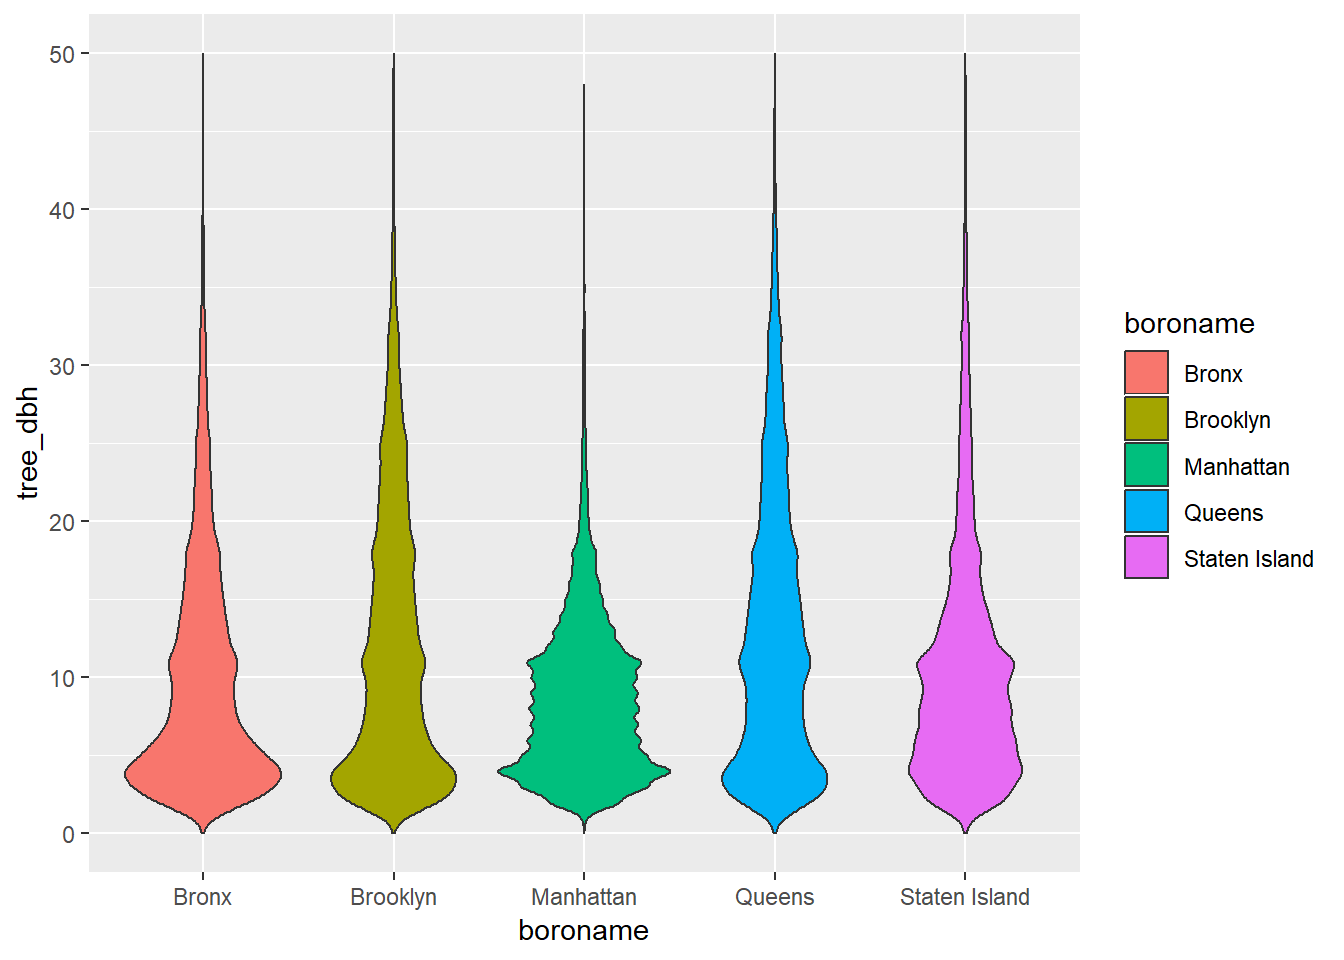 50
40
30
20
10
0
tree_dbh
Bronx
Brooklyn
Manhattan
Queens
Staten Island
boroname
boroname
Bronx
Brooklyn
Manhattan
Queens
Staten Island